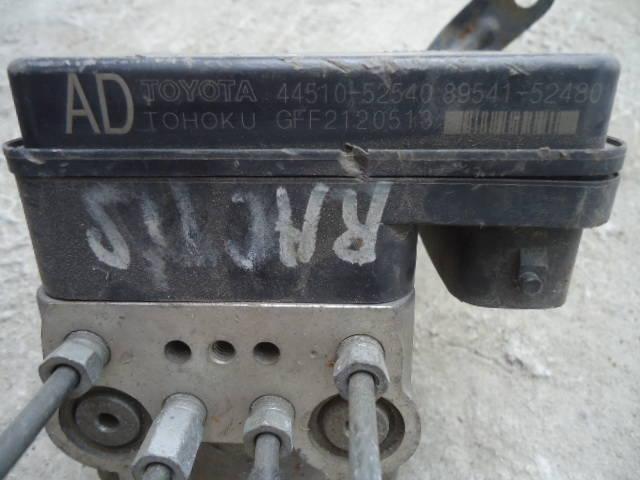 AD TOYOTA 44510-52540 89541-52480
TOHOKU GFF2120513
RACTIS